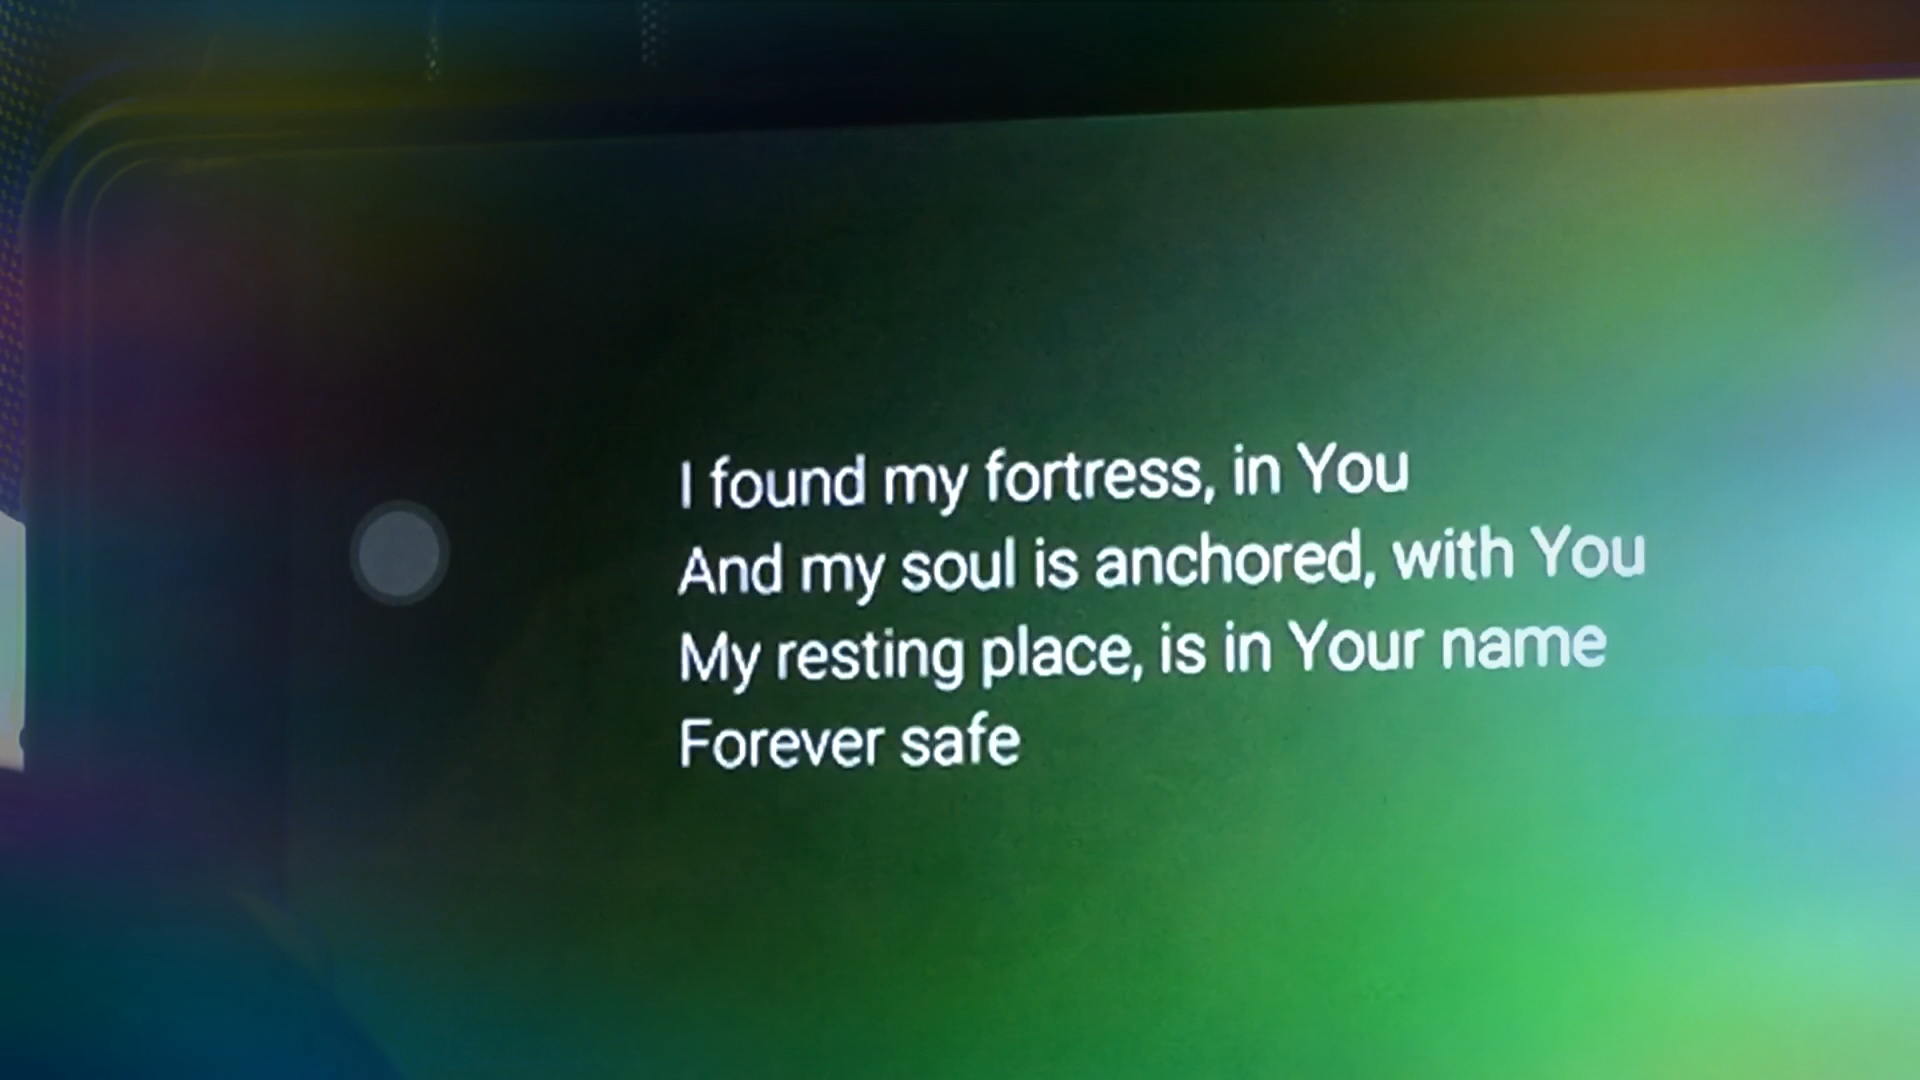 I found my fortress, in You
And my soul is anchored, with You
My resting place, is in Your name
Forever safe